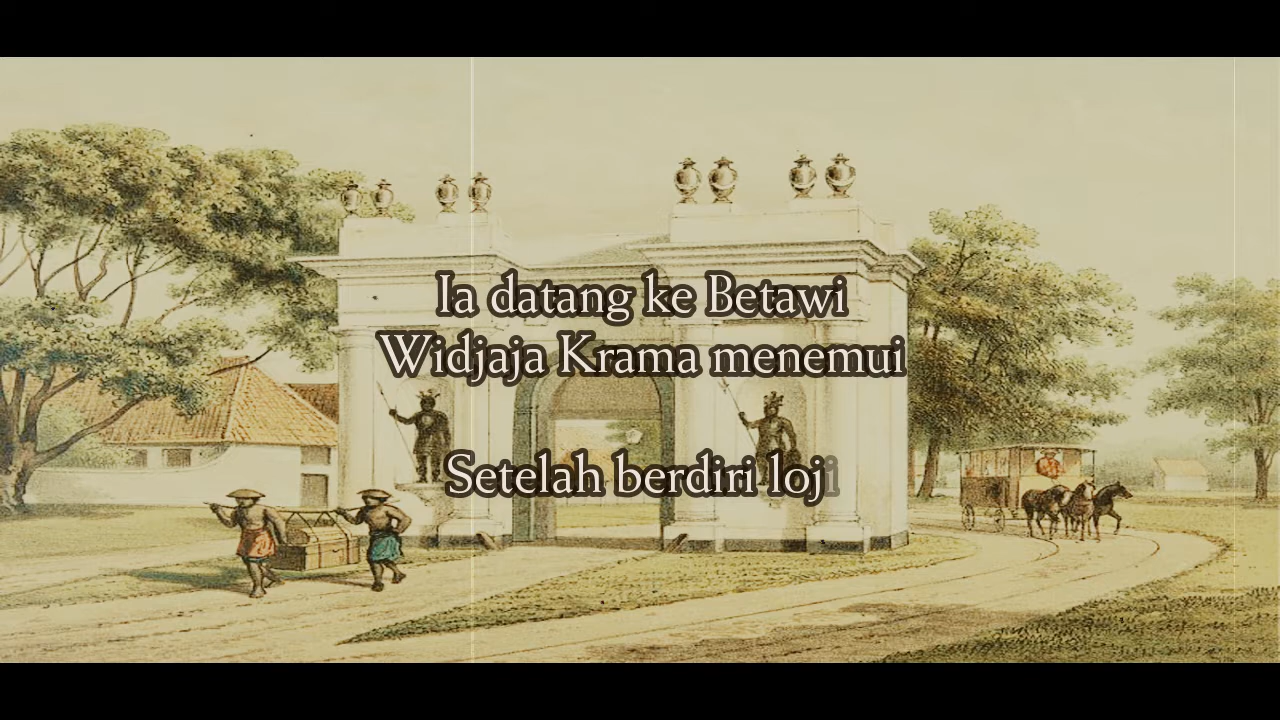 Ia datang ke Betawi
Widjaja Krama menemui
Setelah berdiri loji